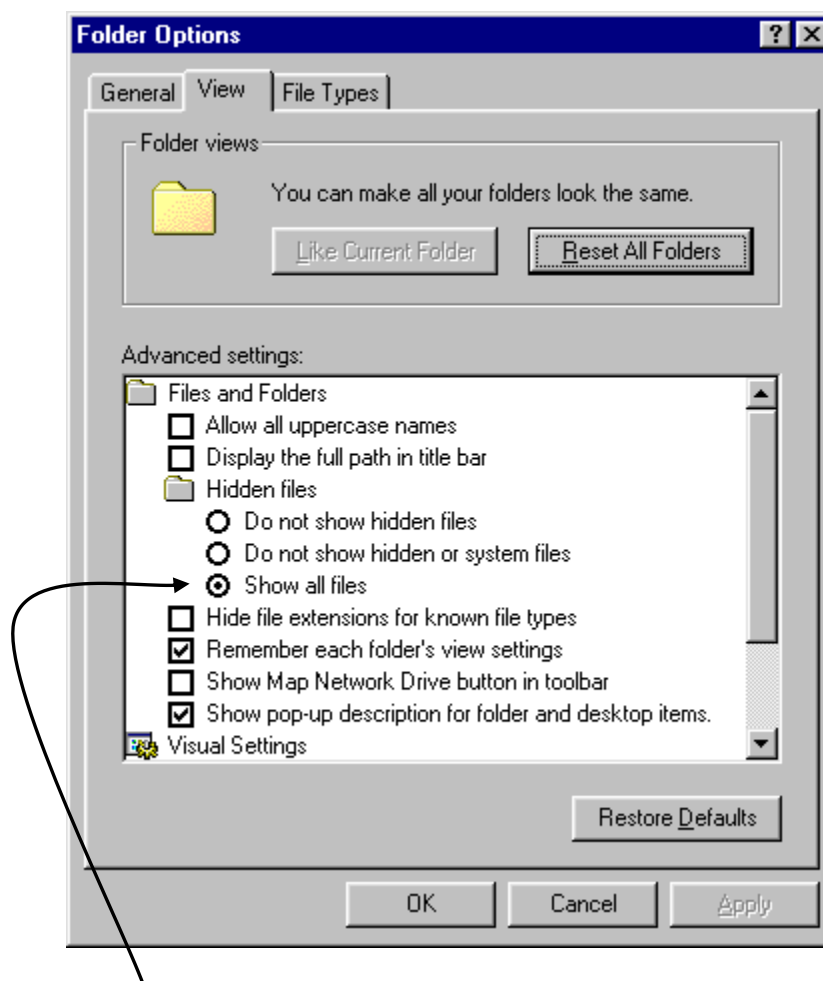 Folder Options
General View File Types
Folder views
You can make all your folders look the same.
Like Current Folder Reset All Folders
Advanced settings:
Files and Folders
Allow all uppercase names
Display the full path in title bar
Hidden files
Do not show hidden files
Do not show hidden or system files
Show all files
Hide file extensions for known file types
Remember each folder's view settings
Show Map Network Drive button in toolbar
Show pop-up description for folder and desktop items.
Visual Settings
Restore Defaults
OK Cancel Apply